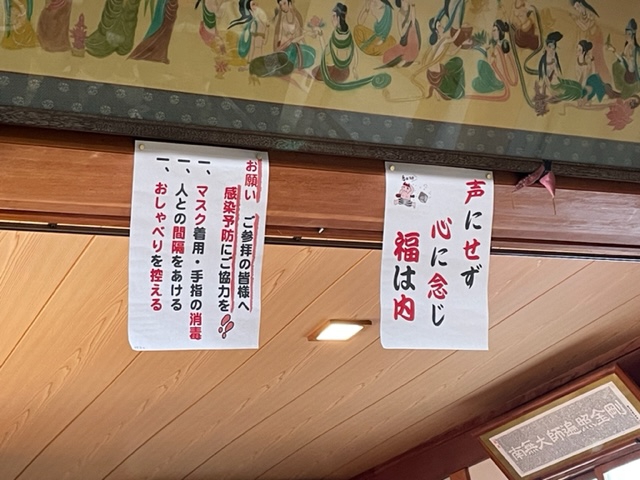 お願い ご参拝の皆様へ
感染予防にご協力を!!
一、マスク着用・手指の消毒
一、人との間隔をあける
一、おしゃべりを控える
声にせず
心に念じ
福は内
南無大師遍照金剛